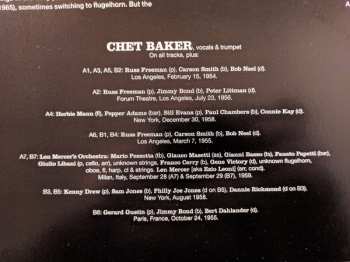 1965), sometimes switching to flugelhorn. But the
CHET BAKER, vocals & trumpet
On all tracks, plus:
A1, A3, A5, B2: Russ Freeman (p), Carson Smith (b), Bob Neel (d).
Los Angeles, February 15, 1954.
A2: Russ Freeman (p), Jimmy Bond (b), Peter Littman (d).
Forum Theatre, Los Angeles, July 23, 1956.
A4: Herbie Mann (fl), Pepper Adams (bar), Bill Evans (p), Paul Chambers (b), Connie Kay (d).
New York, December 30, 1958.
A6, B1, B4: Russ Freeman (p), Carson Smith (b), Bob Neel (d).
Los Angeles, March 7, 1955.
A7, B7: Len Mercer's Orchestra: Mario Pezzotta (tb), Glauco Masetti (as), Gianni Basso (ts), Fausto Papetti (bar),
Giulio Libani (p, celia, arr), unknown strings, Franco Cerri (b), Gene Victory (d), unknown flugelhorn,
oboe, fl, harp, cl & strings. Len Mercer [aka Ezio Leoni] (arr, cond).
Milan, Italy, September 28 (A7) & September 29 (B7), 1959.
B3, B5: Kenny Drew (p), Sam Jones (b), Philly Joe Jones (d on B5), Dannie Richmond (d on B3).
New York, August 1958.
B6: Gerard Gustin (p), Jimmy Bond (b), Bert Dahlander (d).
Paris, France, October 24, 1955.